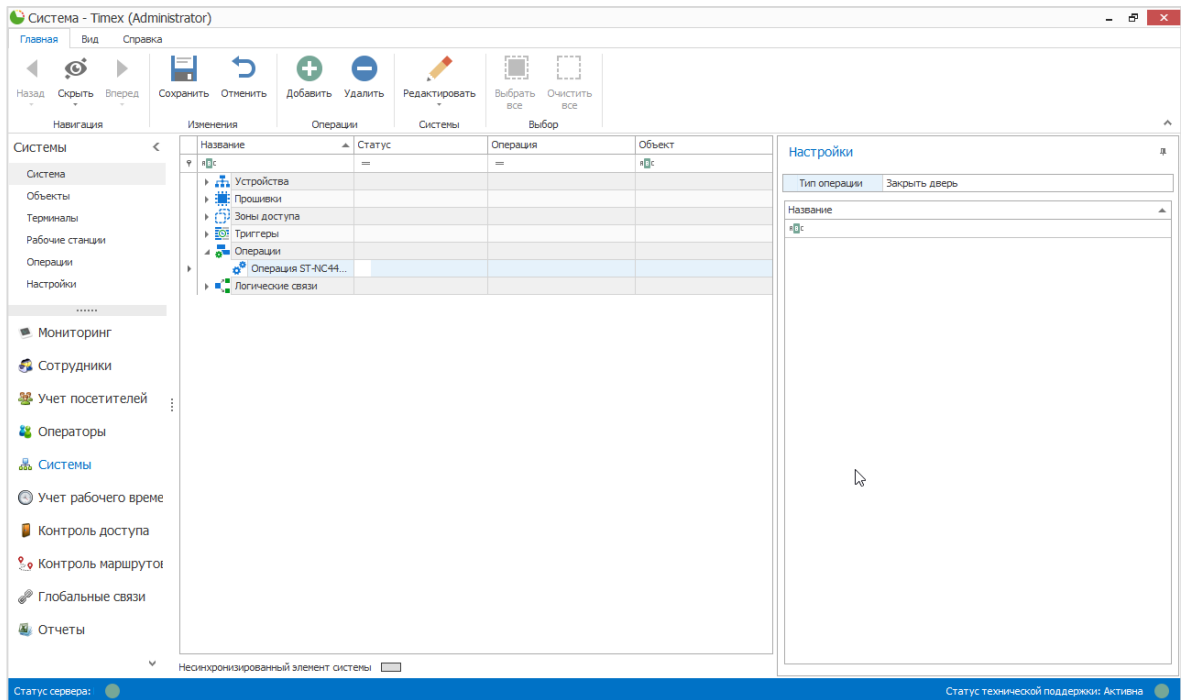 Система - Timex (Administrator)
Главная Вид Справка
Назад Скрыть Вперед Сохранить Отменить Добавить Удалить Редактировать Выбрать все Очистить все
Навигация Изменения Операции Системы Выбор
Системы
Система
Объекты
Терминалы
Рабочие станции
Операции
Настройки
Мониторинг
Сотрудники
Учет посетителей
Операторы
Системы
Учет рабочего време
Контроль доступа
Контроль маршрутов
Глобальные связи
Отчеты
Название Статус Операция Объект
= =
Устройства
Прошивки
Зоны доступа
Триггеры
Операции
Операция ST-NC44...
Логические связи
Несинхронизированный элемент системы
Настройки
Тип операции Закрыть дверь
Название
Статус сервера: Статус технической поддержки: Активна